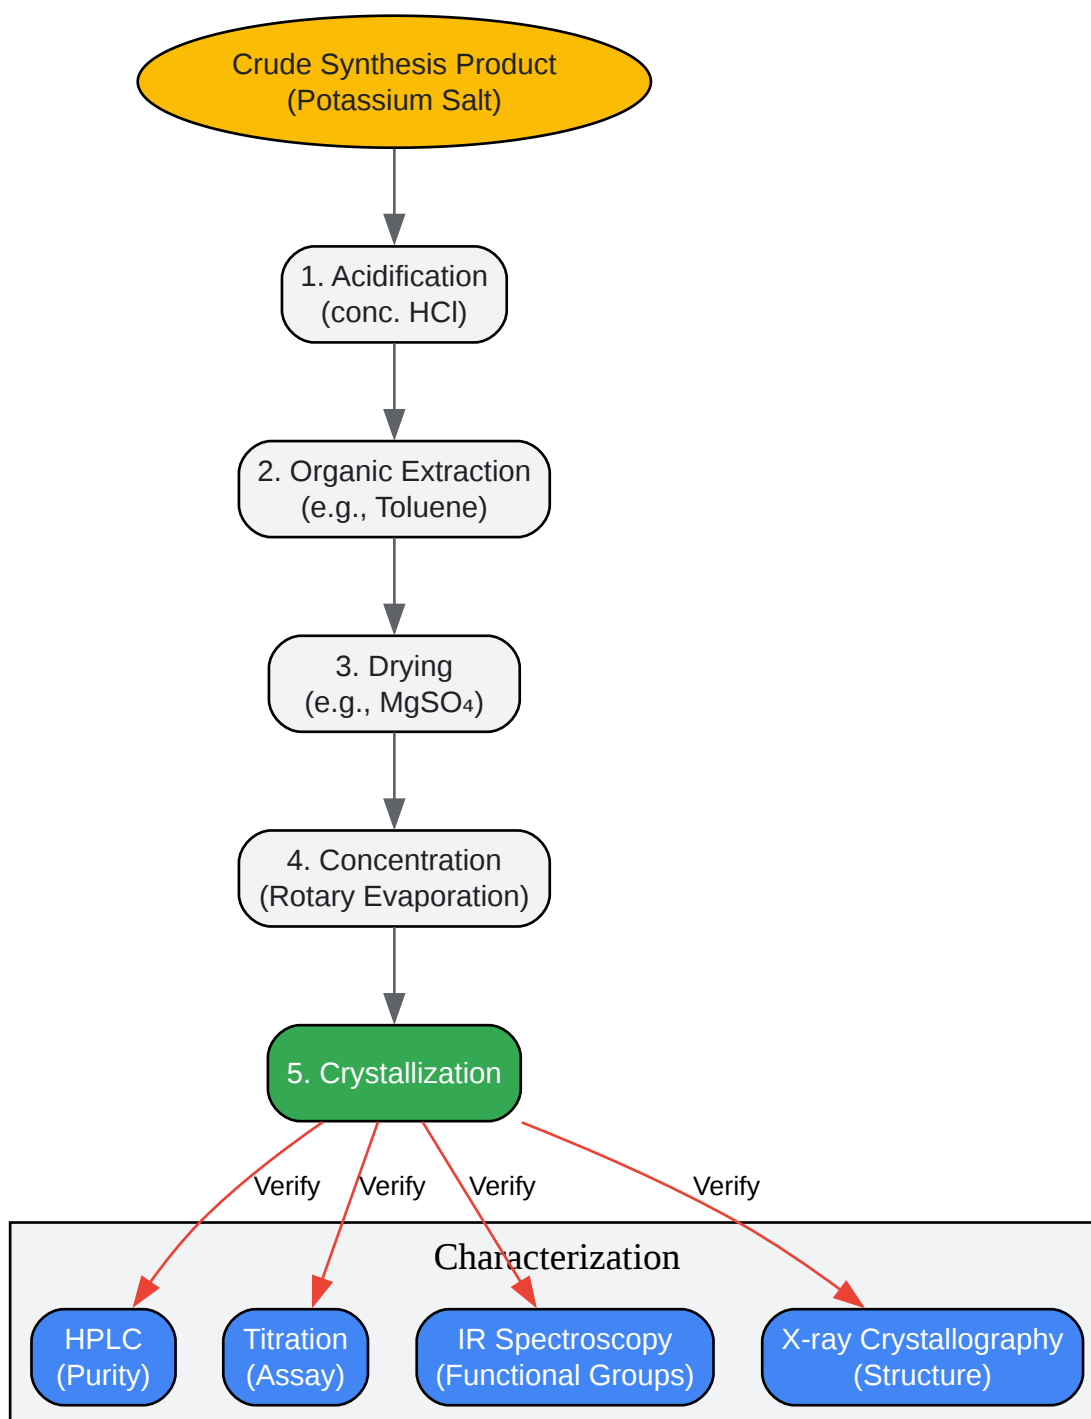 Crude Synthesis Product
(Potassium Salt)
1. Acidification
(conc. HCl)
2. Organic Extraction
(e.g., Toluene)
3. Drying
(e.g., MgSO₄)
4. Concentration
(Rotary Evaporation)
5. Crystallization
Verify
Verify
Verify
Verify
Characterization
HPLC
(Purity)
Titration
(Assay)
IR Spectroscopy
(Functional Groups)
X-ray Crystallography
(Structure)